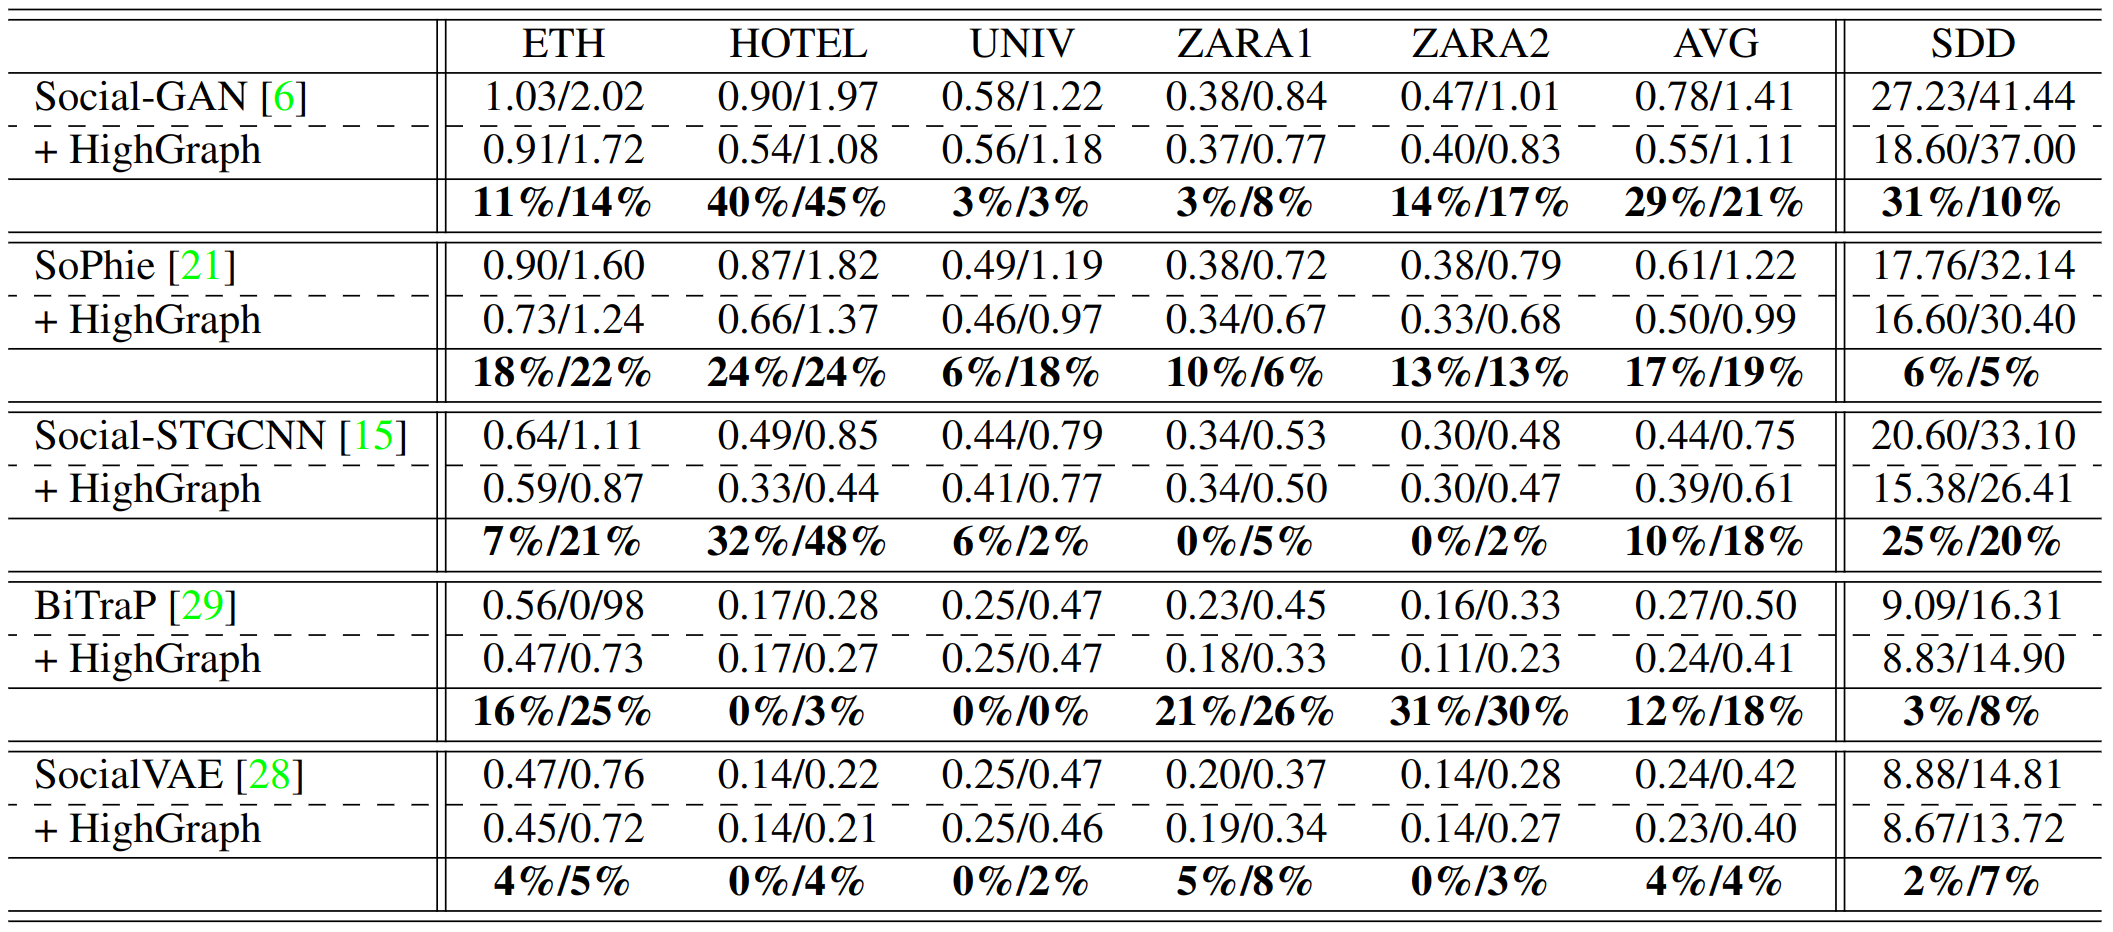 ETH HOTEL UNIV ZARA1 ZARA2 AVG SDD
Social-GAN [6] 1.03/2.02 0.90/1.97 0.58/1.22 0.38/0.84 0.47/1.01 0.78/1.41 27.23/41.44
+ HighGraph 0.91/1.72 0.54/1.08 0.56/1.18 0.37/0.77 0.40/0.83 0.55/1.11 18.60/37.00
11%/14% 40%/45% 3%/3% 3%/8% 14%/17% 29%/21% 31%/10%
SoPhie [21] 0.90/1.60 0.87/1.82 0.49/1.19 0.38/0.72 0.38/0.79 0.61/1.22 17.76/32.14
+ HighGraph 0.73/1.24 0.66/1.37 0.46/0.97 0.34/0.67 0.33/0.68 0.50/0.99 16.60/30.40
18%/22% 24%/24% 6%/18% 10%/6% 13%/13% 17%/19% 6%/5%
Social-STGCNN [15] 0.64/1.11 0.49/0.85 0.44/0.79 0.34/0.53 0.30/0.48 0.44/0.75 20.60/33.10
+ HighGraph 0.59/0.87 0.33/0.44 0.41/0.77 0.34/0.50 0.30/0.47 0.39/0.61 15.38/26.41
7%/21% 32%/48% 6%/2% 0%/5% 0%/2% 10%/18% 25%/20%
BiTraP [29] 0.56/0/98 0.17/0.28 0.25/0.47 0.23/0.45 0.16/0.33 0.27/0.50 9.09/16.31
+ HighGraph 0.47/0.73 0.17/0.27 0.25/0.47 0.18/0.33 0.11/0.23 0.24/0.41 8.83/14.90
16%/25% 0%/3% 0%/0% 21%/26% 31%/30% 12%/18% 3%/8%
SocialVAE [28] 0.47/0.76 0.14/0.22 0.25/0.47 0.20/0.37 0.14/0.28 0.24/0.42 8.88/14.81
+ HighGraph 0.45/0.72 0.14/0.21 0.25/0.46 0.19/0.34 0.14/0.27 0.23/0.40 8.67/13.72
4%/5% 0%/4% 0%/2% 5%/8% 0%/3% 4%/4% 2%/7%